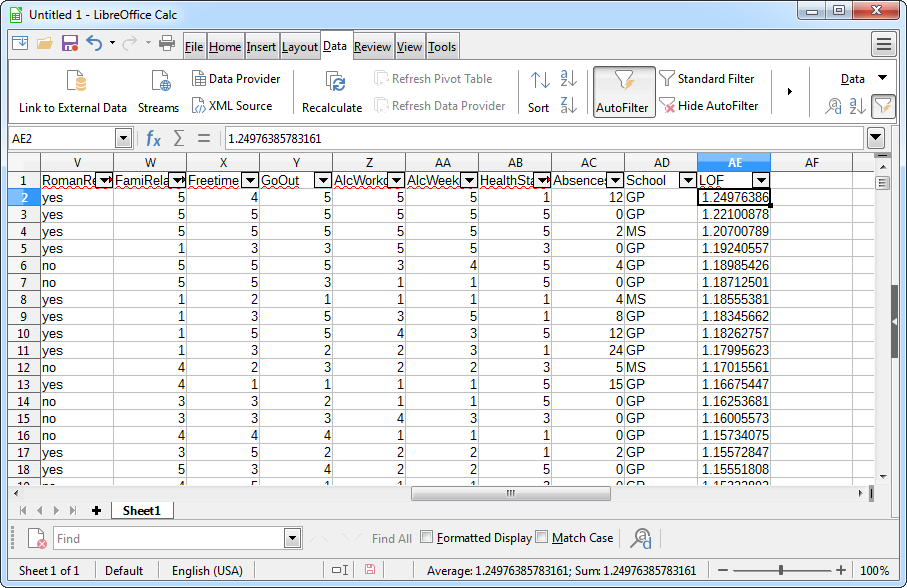 Untitled 1 - LibreOffice Calc
File Home Insert Layout Data Review View Tools
Link to External Data Streams Data Provider XML Source Recalculate Refresh Pivot Table Refresh Data Provider Sort AutoFilter Standard Filter Hide AutoFilter Data
AE2 fx Σ = 1.24976385783161
V W X Y Z AA AB AC AD AE AF
1 RomanRe FamiRela Freetime GoOut AlcWorkd AlcWeek HealthSta Absences School LOF
2 yes 5 4 5 5 5 1 12 GP 1.24976386
3 yes 5 5 5 5 5 5 0 GP 1.22100878
4 yes 5 5 5 5 5 5 2 MS 1.20700789
5 yes 1 3 3 5 5 3 0 GP 1.19240557
6 no 5 5 5 3 4 5 4 GP 1.18985426
7 no 5 5 3 1 1 5 0 GP 1.18712501
8 yes 1 2 1 1 1 1 4 MS 1.18555381
9 yes 1 3 5 3 5 1 8 GP 1.18345662
10 yes 1 5 5 4 3 5 12 GP 1.18262757
11 yes 1 3 2 2 3 1 24 GP 1.17995623
12 no 4 2 3 2 2 3 5 MS 1.17015561
13 yes 4 1 1 1 1 5 15 GP 1.16675447
14 no 3 3 2 1 1 5 0 GP 1.16253681
15 no 3 3 3 4 3 3 0 GP 1.16005573
16 no 4 4 4 1 1 1 0 GP 1.15734075
17 yes 3 5 2 2 2 1 2 GP 1.15572847
18 yes 5 3 4 2 2 5 0 GP 1.15551808
Sheet1
Find Find All Formatted Display Match Case
Sheet 1 of 1 Default English (USA) Average: 1.24976385783161; Sum: 1.24976385783161 100%